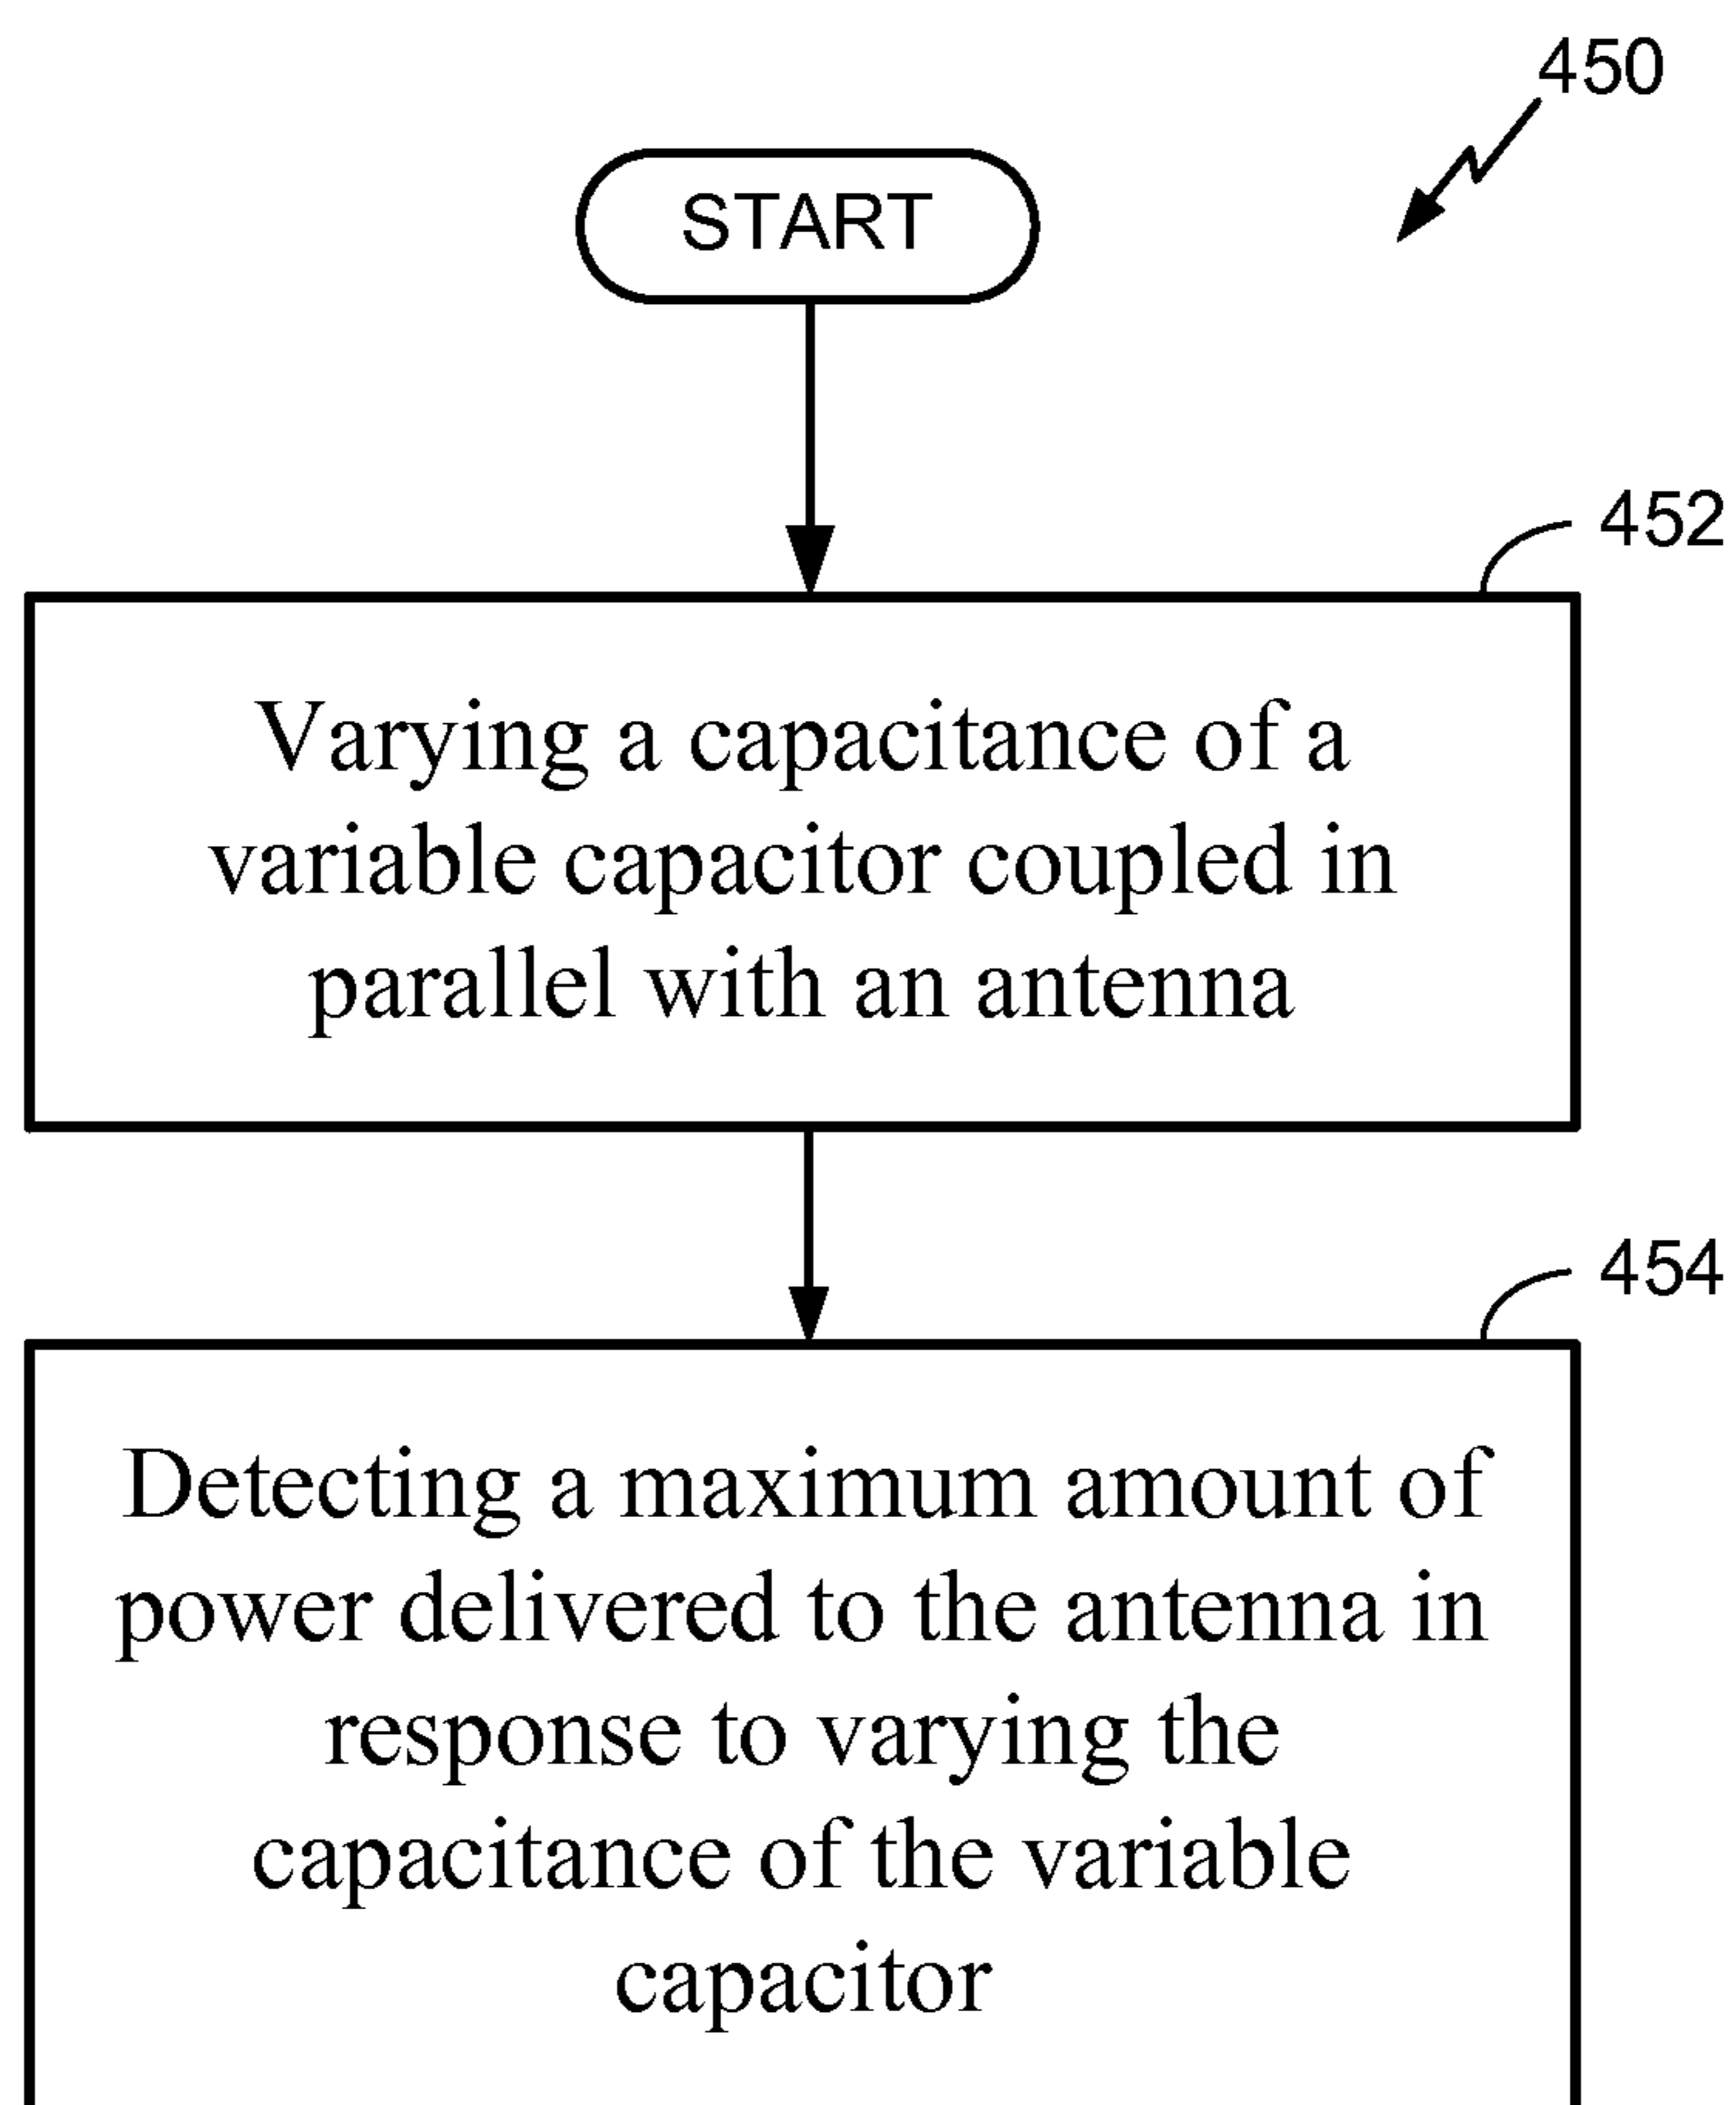 450
START
452
Varying a capacitance of a
variable capacitor coupled in
parallel with an antenna
454
Detecting a maximum amount of
power delivered to the antenna in
response to varying the
capacitance of the variable
capacitor